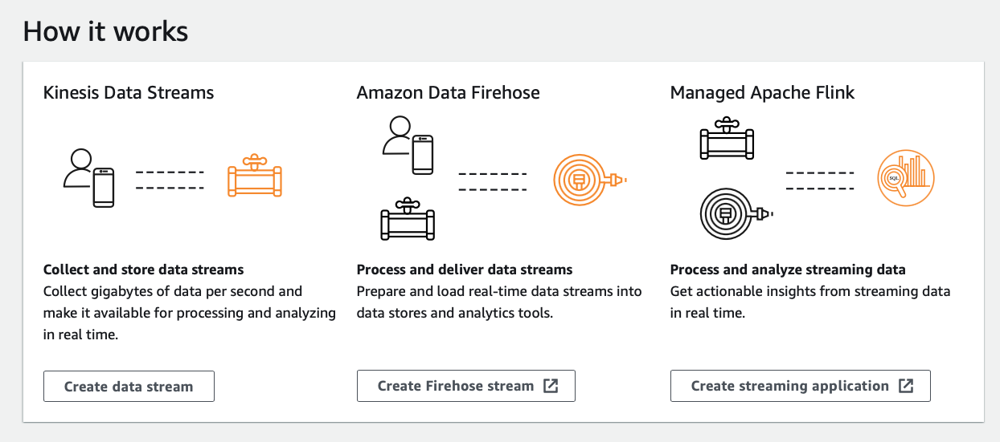 How it works
Kinesis Data Streams
Collect and store data streams
Collect gigabytes of data per second and
make it available for processing and analyzing
in real time.
Create data stream
Amazon Data Firehose
Process and deliver data streams
Prepare and load real-time data streams into
data stores and analytics tools.
Create Firehose stream
Managed Apache Flink
SQL
Process and analyze streaming data
Get actionable insights from streaming data
in real time.
Create streaming application